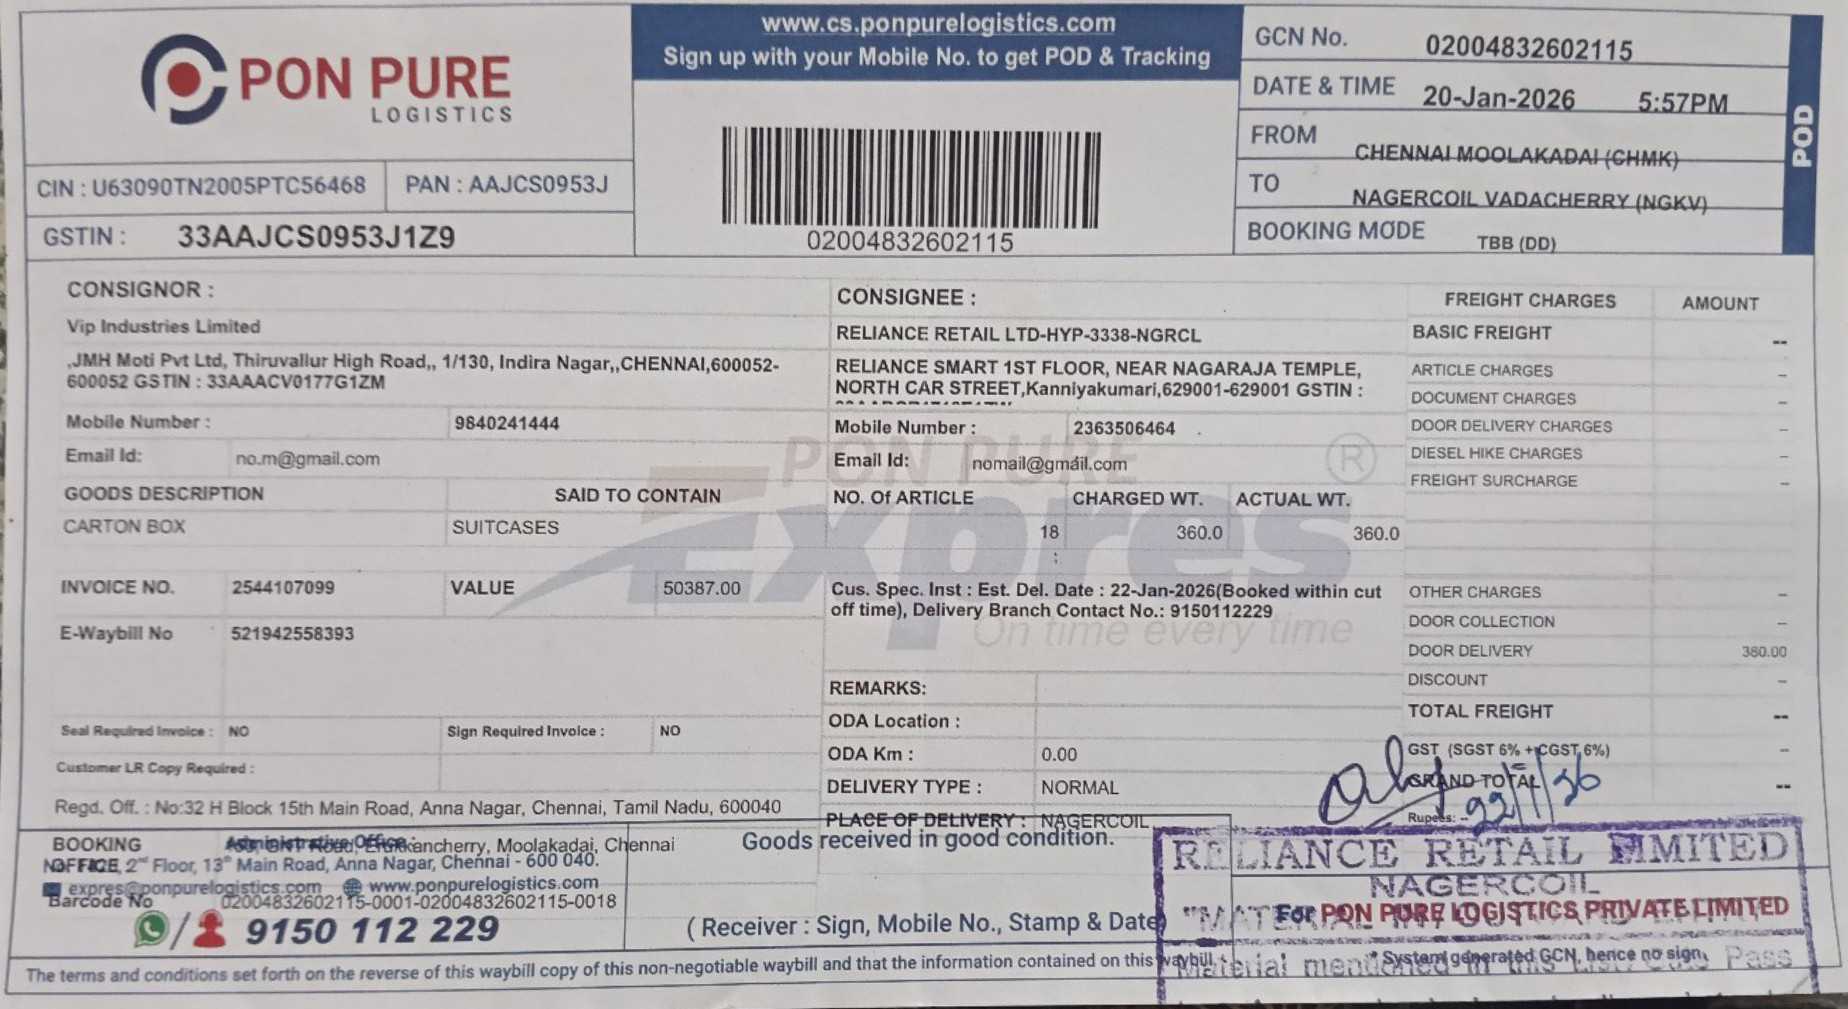 PON PURE
LOGISTICS
CIN : U63090TN2005PTC56468
PAN : AAJCS0953J
GSTIN : 33AAJCS0953J1Z9
www.cs.ponpurelogistics.com
Sign up with your Mobile No. to get POD & Tracking
02004832602115
GCN No. 02004832602115
DATE & TIME 20-Jan-2026 5:57PM
FROM CHENNAI MOOLAKADAI (CHMK)
TO NAGERCOIL VADACHERRY (NGKV)
BOOKING MODE TBB (DD)
POD
CONSIGNOR :
Vip Industries Limited
,JMH Moti Pvt Ltd, Thiruvallur High Road,, 1/130, Indira Nagar,,CHENNAI,600052-
600052 GSTIN : 33AAACV0177G1ZM
Mobile Number : 9840241444
Email Id: no.m@gmail.com
GOODS DESCRIPTION SAID TO CONTAIN
CARTON BOX SUITCASES
INVOICE NO. 2544107099 VALUE 50387.00
E-Waybill No 521942558393
Seal Required Invoice : NO Sign Required Invoice : NO
Customer LR Copy Required :
Regd. Off. : No:32 H Block 15th Main Road, Anna Nagar, Chennai, Tamil Nadu, 600040
CONSIGNEE :
RELIANCE RETAIL LTD-HYP-3338-NGRCL
RELIANCE SMART 1ST FLOOR, NEAR NAGARAJA TEMPLE,
NORTH CAR STREET,Kanniyakumari,629001-629001 GSTIN :
Mobile Number : 2363506464
Email Id: nomail@gmail.com
NO. Of ARTICLE CHARGED WT. ACTUAL WT.
18 360.0 360.0
:
Cus. Spec. Inst : Est. Del. Date : 22-Jan-2026(Booked within cut
off time), Delivery Branch Contact No.: 9150112229
PON PURE
Expres ®
On time every time
REMARKS:
ODA Location :
ODA Km : 0.00
DELIVERY TYPE : NORMAL
PLACE OF DELIVERY : NAGERCOIL
FREIGHT CHARGES AMOUNT
BASIC FREIGHT --
ARTICLE CHARGES -
DOCUMENT CHARGES -
DOOR DELIVERY CHARGES -
DIESEL HIKE CHARGES -
FREIGHT SURCHARGE -
OTHER CHARGES -
DOOR COLLECTION -
DOOR DELIVERY 380.00
DISCOUNT -
TOTAL FREIGHT --
GST (SGST 6% + CGST 6%) -
GRAND TOTAL --
Rupees: --
22/1/26
BOOKING
OFFICE
Administrative Office
Erukkancherry, Moolakadai, Chennai
2nd Floor, 13th Main Road, Anna Nagar, Chennai - 600 040.
expres@ponpurelogistics.com www.ponpurelogistics.com
Barcode No 02004832602115-0001-02004832602115-0018
9150 112 229
Goods received in good condition.
( Receiver : Sign, Mobile No., Stamp & Date)
RELIANCE RETAIL LIMITED
NAGERCOIL
For PON PURE LOGISTICS PRIVATE LIMITED
* System generated GCN, hence no sign.
Material mentioned in this Pass
The terms and conditions set forth on the reverse of this waybill copy of this non-negotiable waybill and that the information contained on this waybill